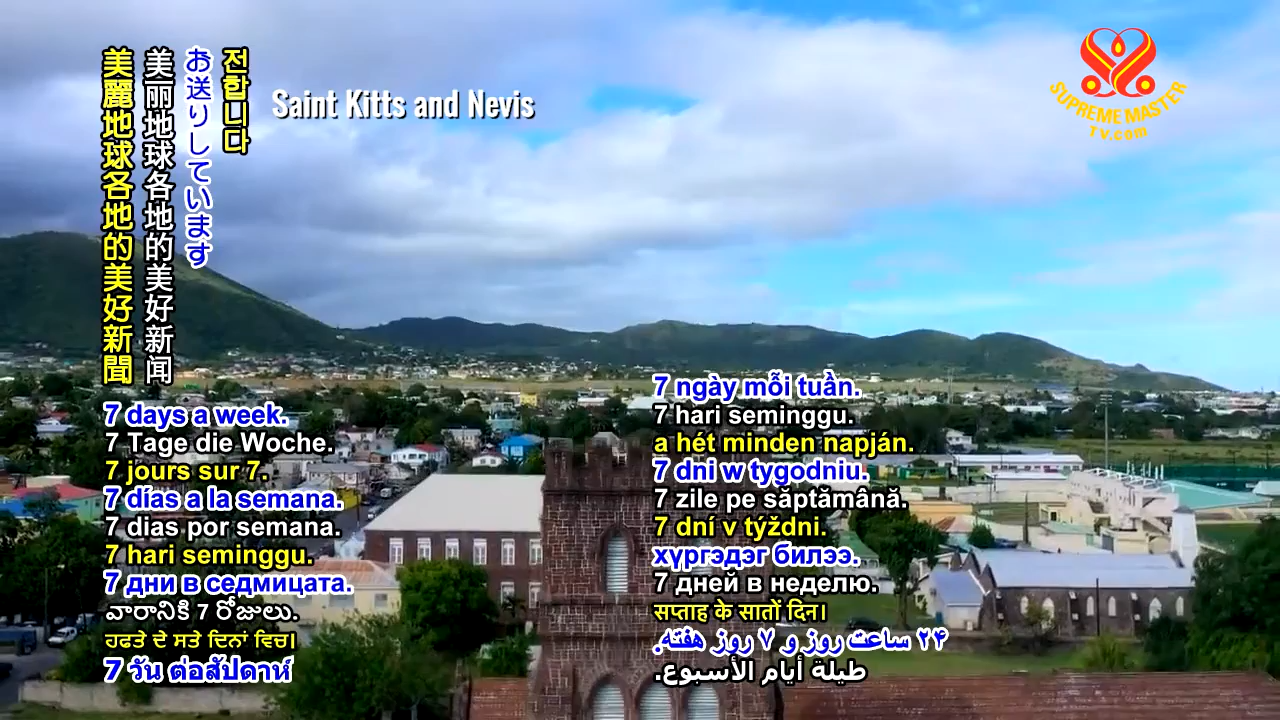 전합니다
お送りしています
美丽地球各地的美好新闻
美麗地球各地的美好新聞
Saint Kitts and Nevis
SUPREME MASTER
TV.com
7 days a week.
7 Tage die Woche.
7 jours sur 7.
7 días a la semana.
7 dias por semana.
7 hari seminggu.
7 дни в седмицата.
వారానికి 7 రోజులు.
ਹਫਤੇ ਦੇ ਸਤੇ ਦਿਨਾਂ ਵਿਚ।
7 วัน ต่อสัปดาห์
7 ngày mỗi tuần.
7 hari seminggu.
a hét minden napján.
7 dni w tygodniu.
7 zile pe săptămână.
7 dní v týždni.
хүргэдэг билээ.
7 дней в неделю.
सप्ताह के सातों दिन।
۲۴ ساعت روز و ۷ روز هفته.
طيلة أيام الأسبوع.